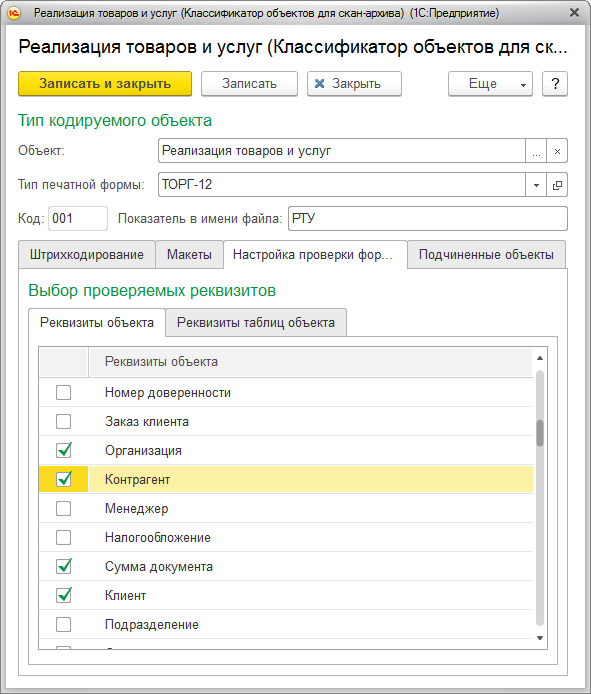 Реализация товаров и услуг (Классификатор объектов для скан-архива) (1С:Предприятие)
Реализация товаров и услуг (Классификатор объектов для ск...
Записать и закрыть Записать Закрыть Еще ?
Тип кодируемого объекта
Объект: Реализация товаров и услуг ...
Тип печатной формы: ТОРГ-12
Код: 001 Показатель в имени файла: РТУ
Штрихкодирование Макеты Настройка проверки фор... Подчиненные объекты
Выбор проверяемых реквизитов
Реквизиты объекта Реквизиты таблиц объекта
Реквизиты объекта
Номер доверенности
Заказ клиента
Организация
Контрагент
Менеджер
Налогообложение
Сумма документа
Клиент
Подразделение